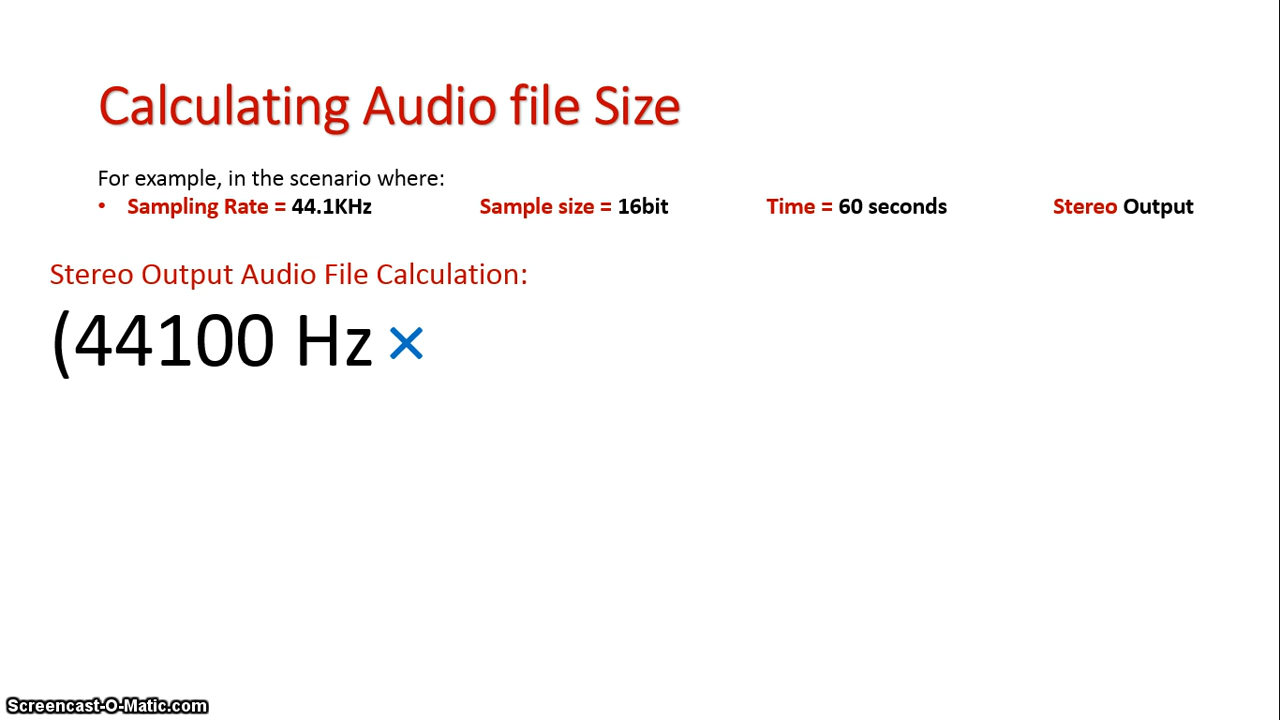 Calculating Audio file Size
For example, in the scenario where:
• Sampling Rate = 44.1KHz Sample size = 16bit Time = 60 seconds Stereo Output
Stereo Output Audio File Calculation:
(44100 Hz ×
Screencast-O-Matic.com